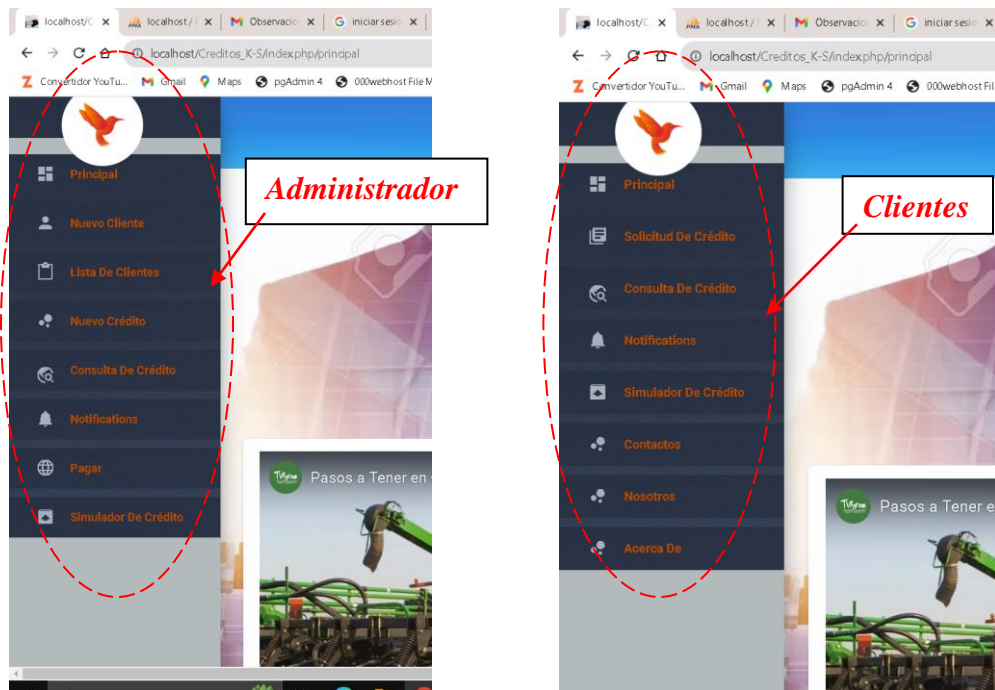 localhost/C
localhost /
Observacion
iniciar sesio
localhost/Creditos_K-S/index.php/principal
Convertidor YouTu...
Gmail
Maps
pgAdmin 4
000webhost File M
Principal
Nuevo Cliente
Lista De Clientes
Nuevo Crédito
Consulta De Crédito
Notifications
Pagar
Simulador De Crédito
Administrador
Pasos a Tener en
localhost/C
localhost /
Observacion
iniciar sesio
localhost/Creditos_K-S/index.php/principal
Convertidor YouTu...
Gmail
Maps
pgAdmin 4
000webhost Fil
Principal
Solicitud De Crédito
Consulta De Crédito
Notifications
Simulador De Crédito
Contactos
Nosotros
Acerca De
Clientes
Pasos a Tener e